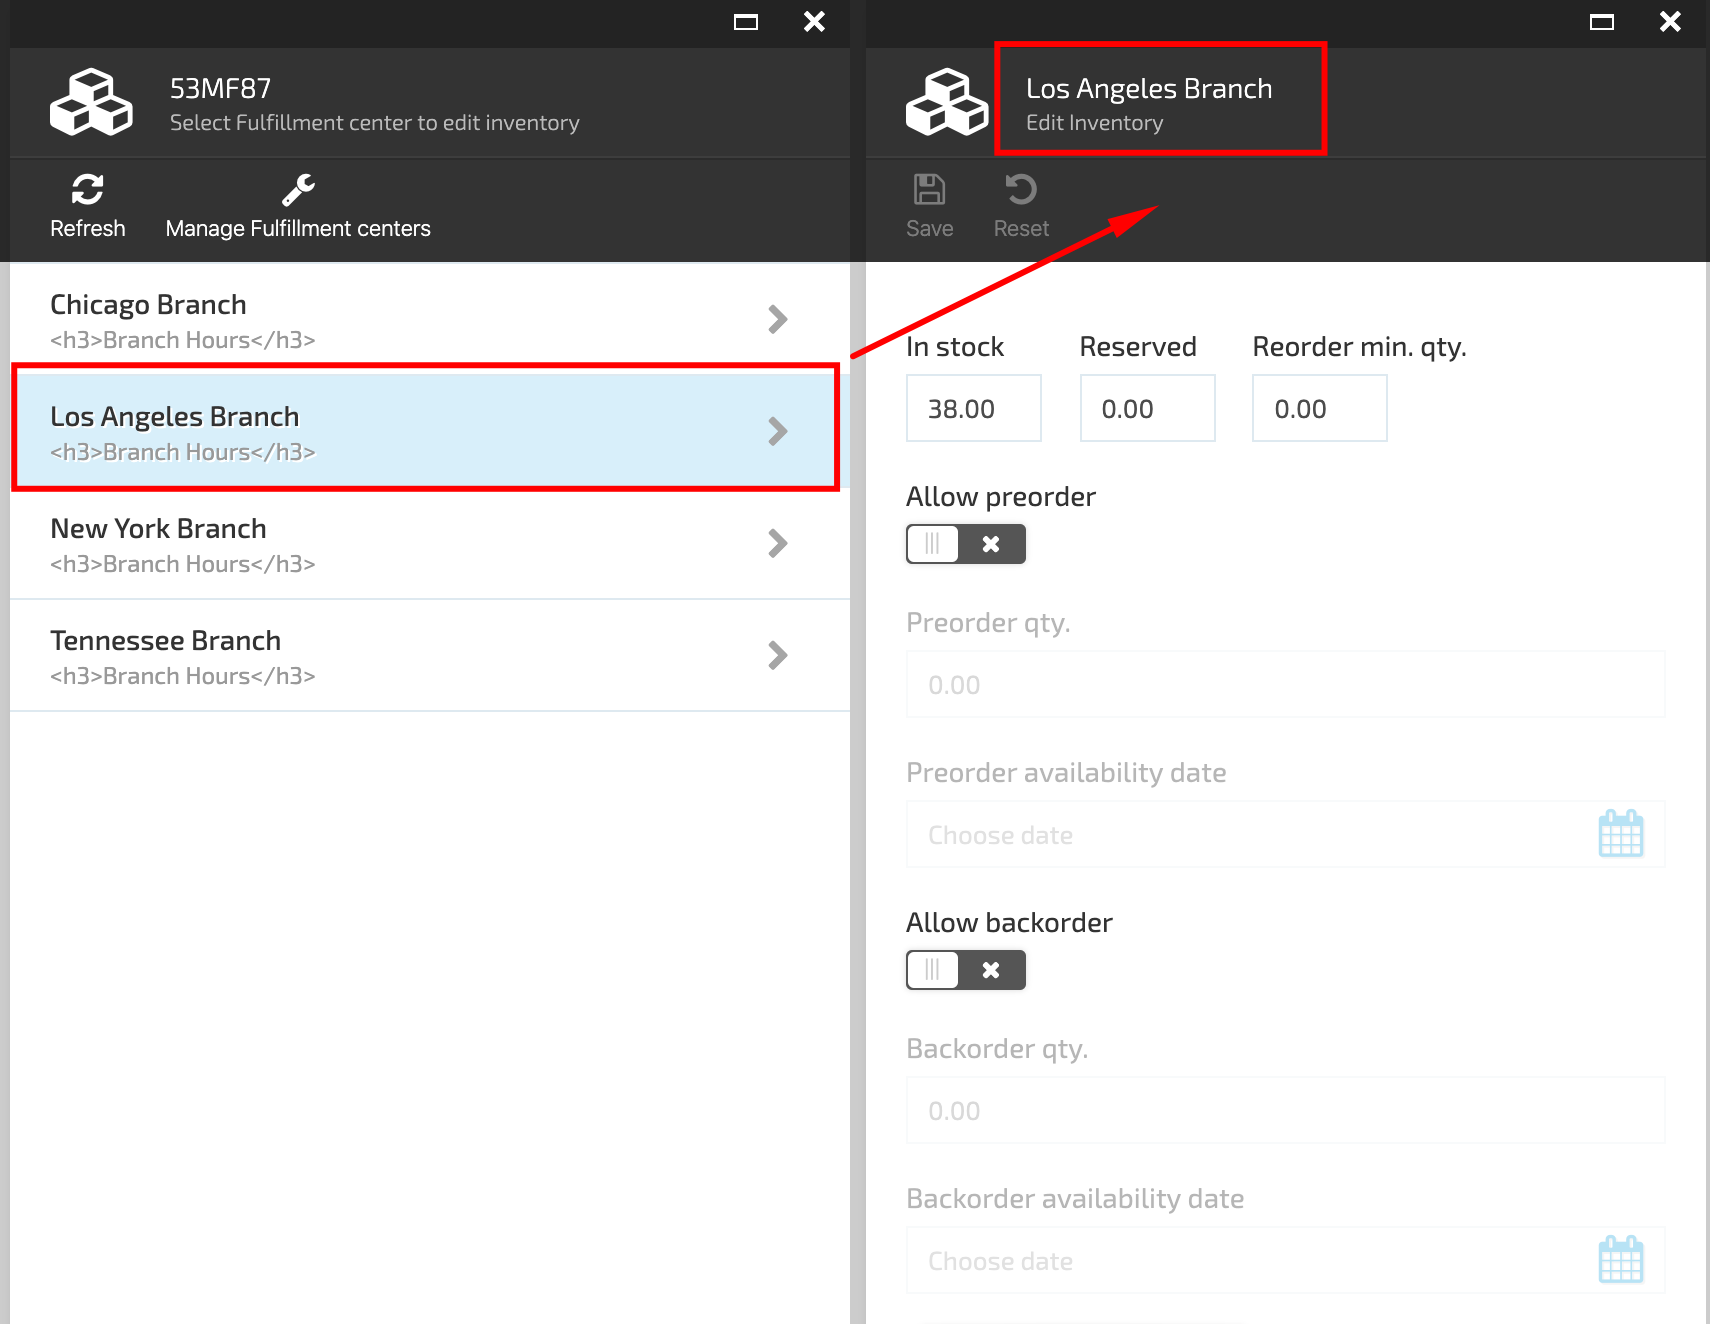 53MF87
Select Fulfillment center to edit inventory
Refresh
Manage Fulfillment centers
Chicago Branch
<h3>Branch Hours</h3>
Los Angeles Branch
<h3>Branch Hours</h3>
New York Branch
<h3>Branch Hours</h3>
Tennessee Branch
<h3>Branch Hours</h3>
Los Angeles Branch
Edit Inventory
Save
Reset
In stock
Reserved
Reorder min. qty.
38.00
0.00
0.00
Allow preorder
Preorder qty.
0.00
Preorder availability date
Choose date
Allow backorder
Backorder qty.
0.00
Backorder availability date
Choose date